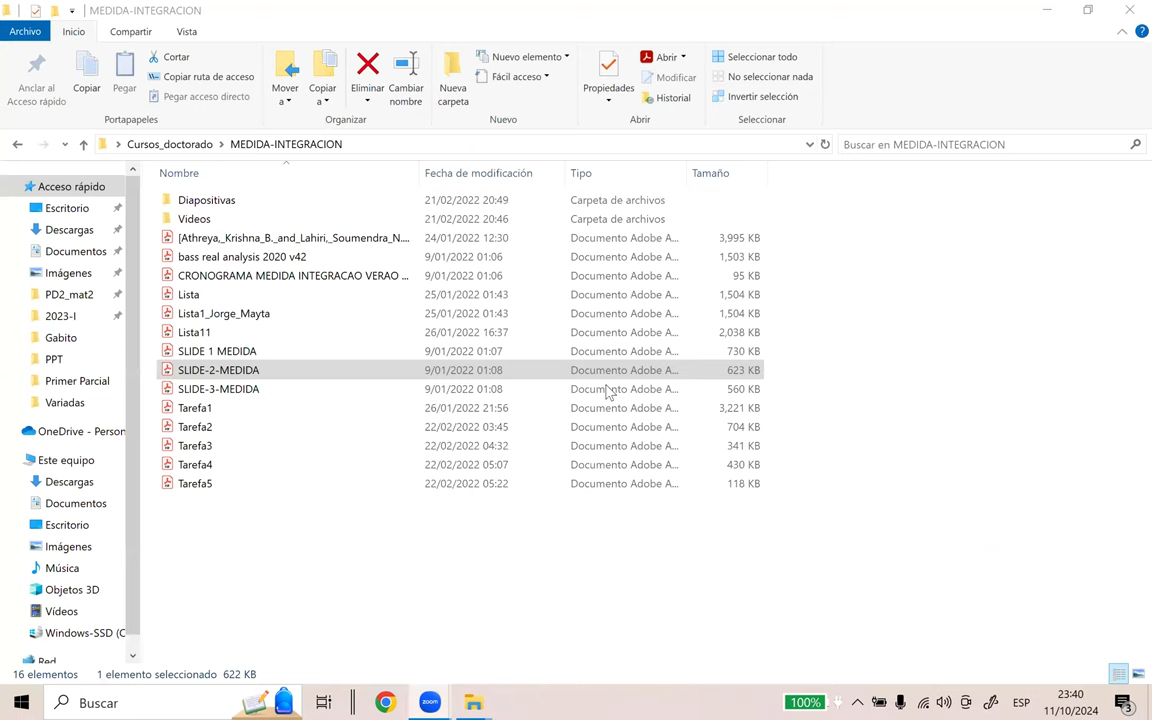 MEDIDA-INTEGRACION
Archivo Inicio Compartir Vista
Anclar al Acceso rápido
Copiar
Pegar
Cortar
Copiar ruta de acceso
Pegar acceso directo
Portapapeles
Mover a
Copiar a
Eliminar
Cambiar nombre
Organizar
Nueva carpeta
Nuevo elemento
Fácil acceso
Nuevo
Propiedades
Abrir
Modificar
Historial
Abrir
Seleccionar todo
No seleccionar nada
Invertir selección
Seleccionar
Cursos_doctorado > MEDIDA-INTEGRACION
Buscar en MEDIDA-INTEGRACION
Acceso rápido
Escritorio
Descargas
Documentos
Imágenes
PD2_mat2
2023-I
Gabito
PPT
Primer Parcial
Variadas
OneDrive - Person
Este equipo
Descargas
Documentos
Escritorio
Imágenes
Música
Objetos 3D
Vídeos
Windows-SSD (C
Red
Nombre Fecha de modificación Tipo Tamaño
Diapositivas 21/02/2022 20:49 Carpeta de archivos
Videos 21/02/2022 20:46 Carpeta de archivos
[Athreya,_Krishna_B._and_Lahiri,_Soumendra_N.... 24/01/2022 12:30 Documento Adobe A... 3,995 KB
bass real analysis 2020 v42 9/01/2022 01:06 Documento Adobe A... 1,503 KB
CRONOGRAMA MEDIDA INTEGRACAO VERAO ... 9/01/2022 01:06 Documento Adobe A... 95 KB
Lista 25/01/2022 01:43 Documento Adobe A... 1,504 KB
Lista1_Jorge_Mayta 25/01/2022 01:43 Documento Adobe A... 1,504 KB
Lista11 26/01/2022 16:37 Documento Adobe A... 2,038 KB
SLIDE 1 MEDIDA 9/01/2022 01:07 Documento Adobe A... 730 KB
SLIDE-2-MEDIDA 9/01/2022 01:08 Documento Adobe A... 623 KB
SLIDE-3-MEDIDA 9/01/2022 01:08 Documento Adobe A... 560 KB
Tarefa1 26/01/2022 21:56 Documento Adobe A... 3,221 KB
Tarefa2 22/02/2022 03:45 Documento Adobe A... 704 KB
Tarefa3 22/02/2022 04:32 Documento Adobe A... 341 KB
Tarefa4 22/02/2022 05:07 Documento Adobe A... 430 KB
Tarefa5 22/02/2022 05:22 Documento Adobe A... 118 KB
16 elementos 1 elemento seleccionado 622 KB
Buscar
zoom
100%
ESP
23:40
11/10/2024
3